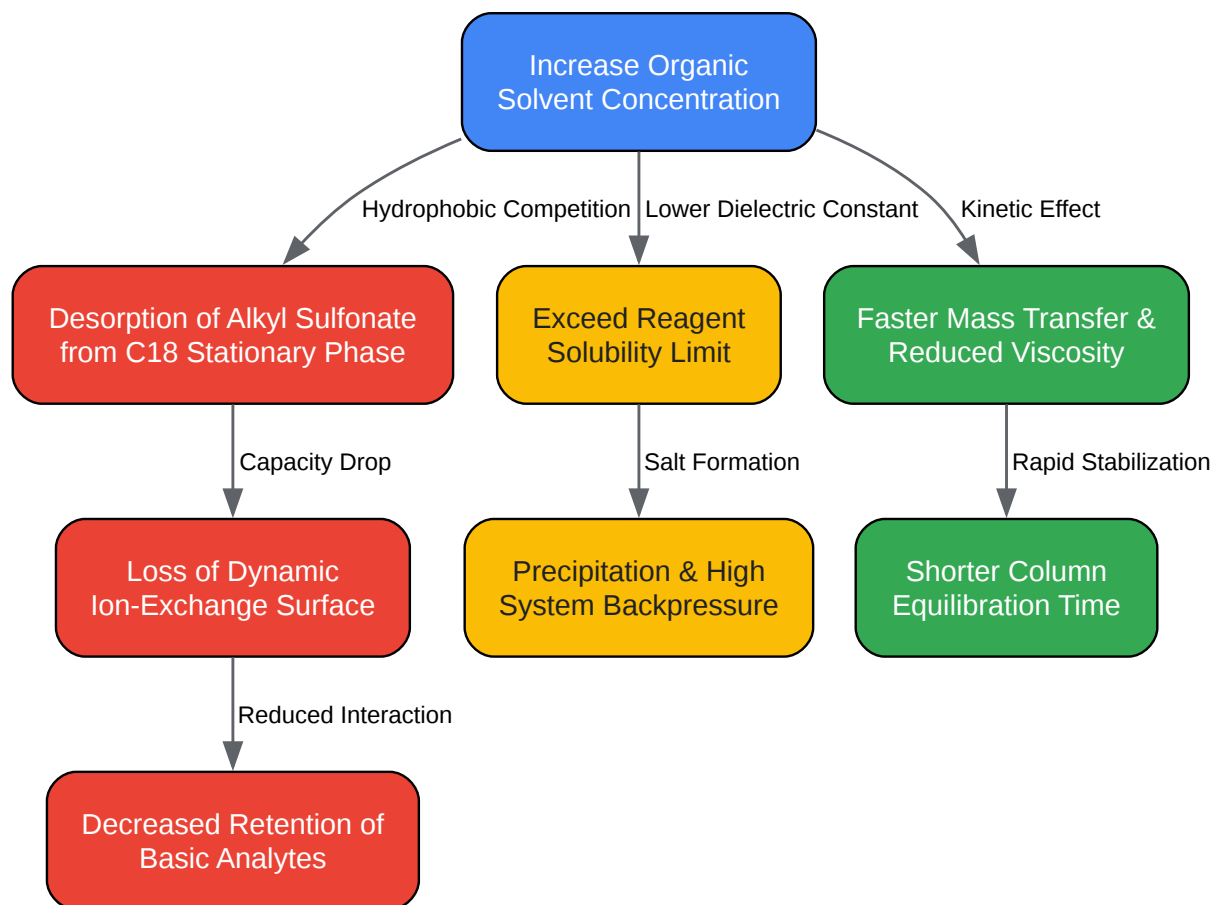 Increase Organic
Solvent Concentration
Hydrophobic Competition
Lower Dielectric Constant
Kinetic Effect
Desorption of Alkyl Sulfonate
from C18 Stationary Phase
Exceed Reagent
Solubility Limit
Faster Mass Transfer &
Reduced Viscosity
Capacity Drop
Salt Formation
Rapid Stabilization
Loss of Dynamic
Ion-Exchange Surface
Precipitation & High
System Backpressure
Shorter Column
Equilibration Time
Reduced Interaction
Decreased Retention of
Basic Analytes